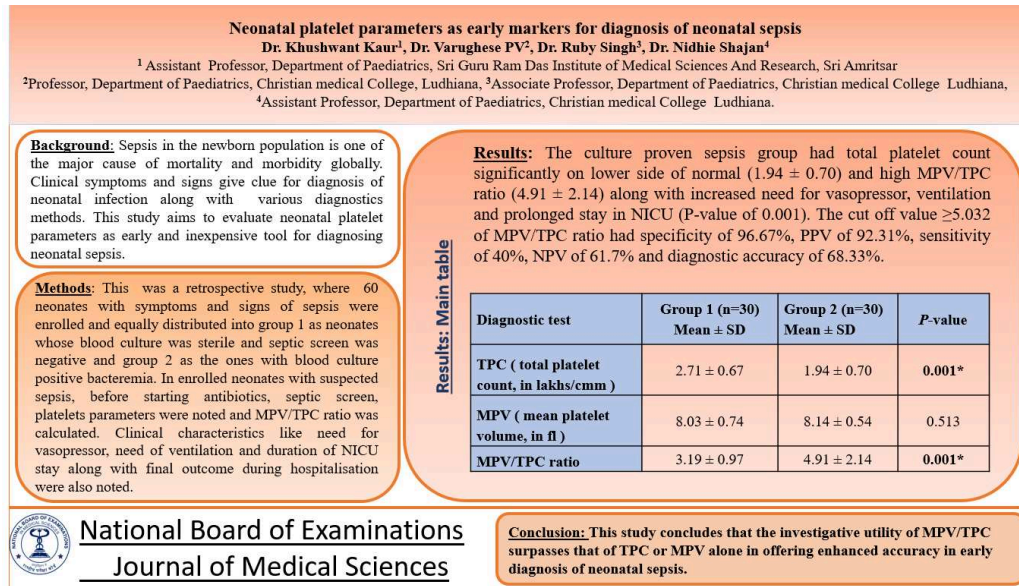 Neonatal platelet parameters as early markers for diagnosis of neonatal sepsis
Dr. Khushwant Kaur¹, Dr. Varughese PV², Dr. Ruby Singh³, Dr. Nidhie Shajan⁴
¹ Assistant Professor, Department of Paediatrics, Sri Guru Ram Das Institute of Medical Sciences And Research, Sri Amritsar
²Professor, Department of Paediatrics, Christian medical College, Ludhiana, ³Associate Professor, Department of Paediatrics, Christian medical College Ludhiana,
⁴Assistant Professor, Department of Paediatrics, Christian medical College Ludhiana.
Background: Sepsis in the newborn population is one of
the major cause of mortality and morbidity globally.
Clinical symptoms and signs give clue for diagnosis of
neonatal infection along with various diagnostics
methods. This study aims to evaluate neonatal platelet
parameters as early and inexpensive tool for diagnosing
neonatal sepsis.
Methods: This was a retrospective study, where 60
neonates with symptoms and signs of sepsis were
enrolled and equally distributed into group 1 as neonates
whose blood culture was sterile and septic screen was
negative and group 2 as the ones with blood culture
positive bacteremia. In enrolled neonates with suspected
sepsis, before starting antibiotics, septic screen,
platelets parameters were noted and MPV/TPC ratio was
calculated. Clinical characteristics like need for
vasopressor, need of ventilation and duration of NICU
stay along with final outcome during hospitalisation
were also noted.
Results: Main table
Results: The culture proven sepsis group had total platelet count
significantly on lower side of normal (1.94 ± 0.70) and high MPV/TPC
ratio (4.91 ± 2.14) along with increased need for vasopressor, ventilation
and prolonged stay in NICU (P-value of 0.001). The cut off value ≥5.032
of MPV/TPC ratio had specificity of 96.67%, PPV of 92.31%, sensitivity
of 40%, NPV of 61.7% and diagnostic accuracy of 68.33%.
Diagnostic test Group 1 (n=30) Mean ± SD Group 2 (n=30) Mean ± SD P-value
TPC ( total platelet count, in lakhs/cmm ) 2.71 ± 0.67 1.94 ± 0.70 0.001*
MPV ( mean platelet volume, in fl ) 8.03 ± 0.74 8.14 ± 0.54 0.513
MPV/TPC ratio 3.19 ± 0.97 4.91 ± 2.14 0.001*
National Board of Examinations
Journal of Medical Sciences
Conclusion: This study concludes that the investigative utility of MPV/TPC
surpasses that of TPC or MPV alone in offering enhanced accuracy in early
diagnosis of neonatal sepsis.